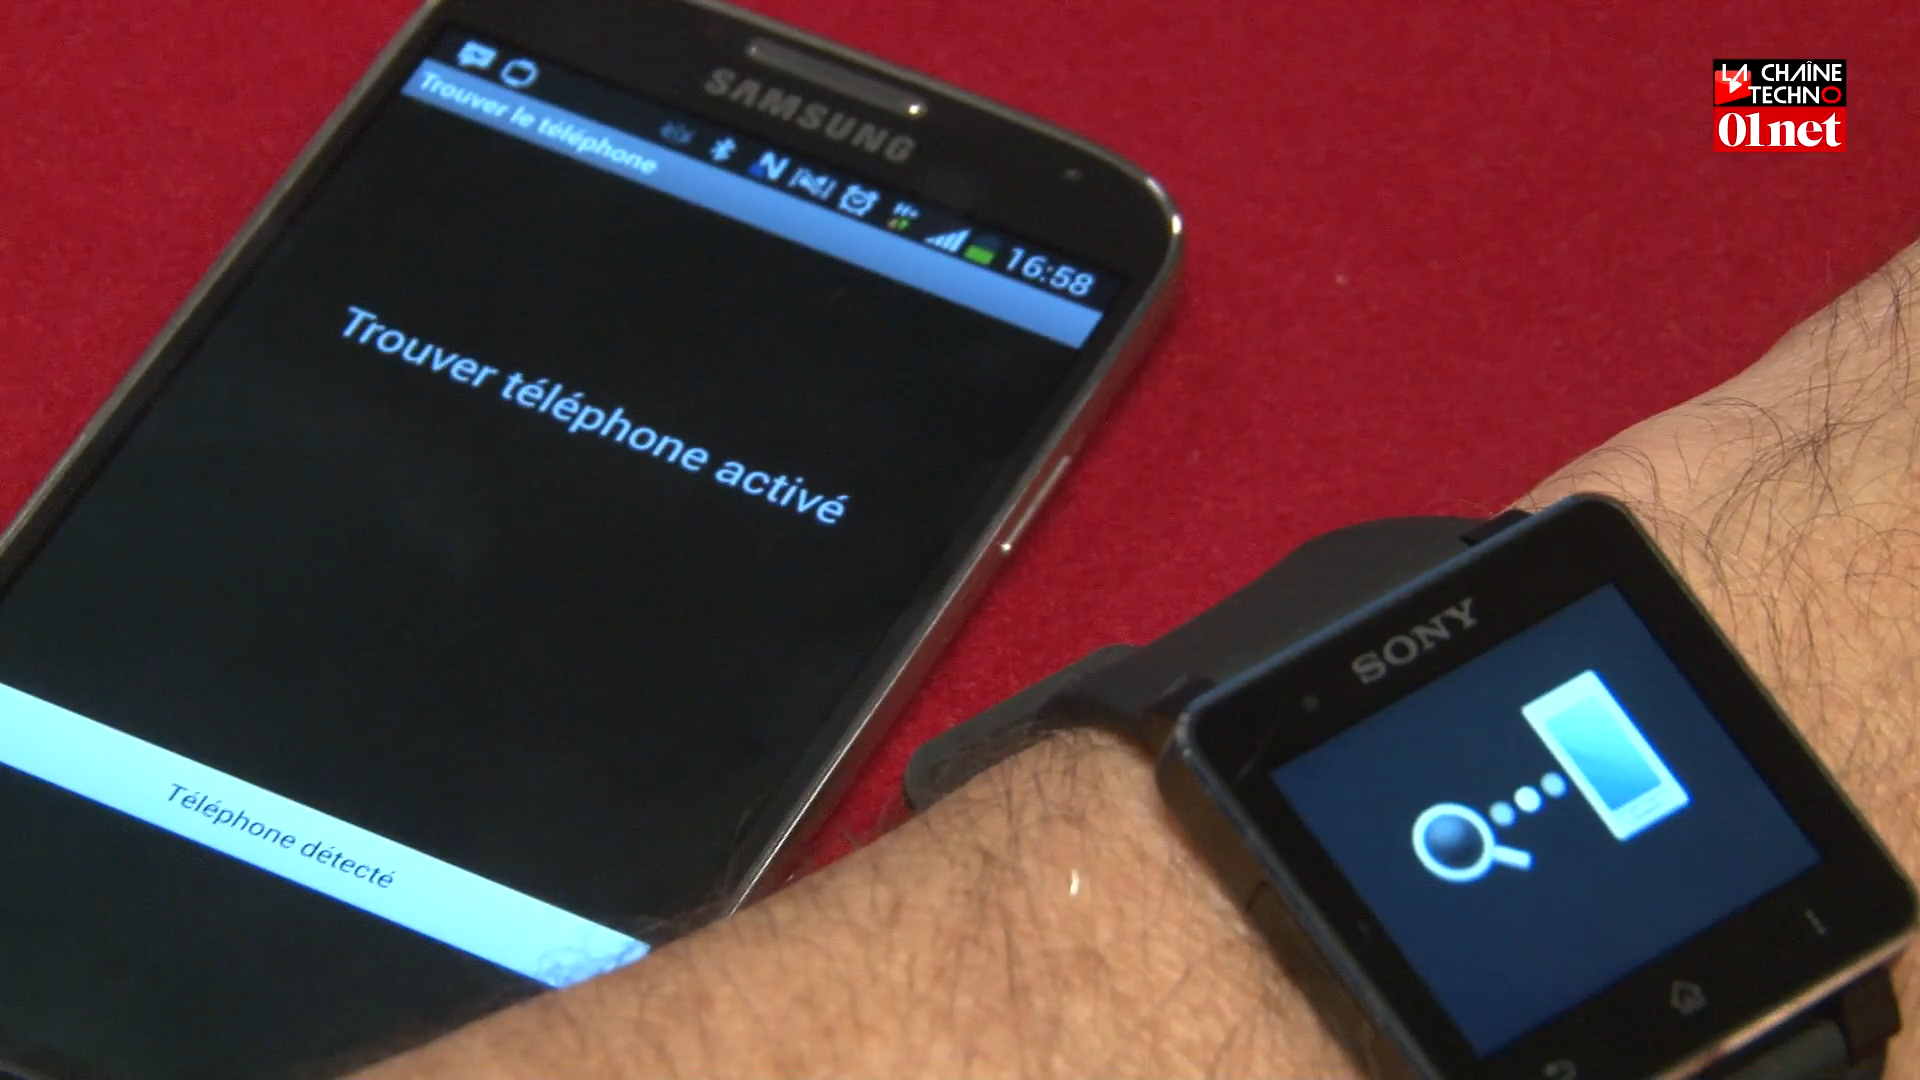 LA CHAÎNE
TECHNO
01net
SAMSUNG
16:58
Trouver le téléphone
Trouver téléphone activé
Téléphone détecté
SONY